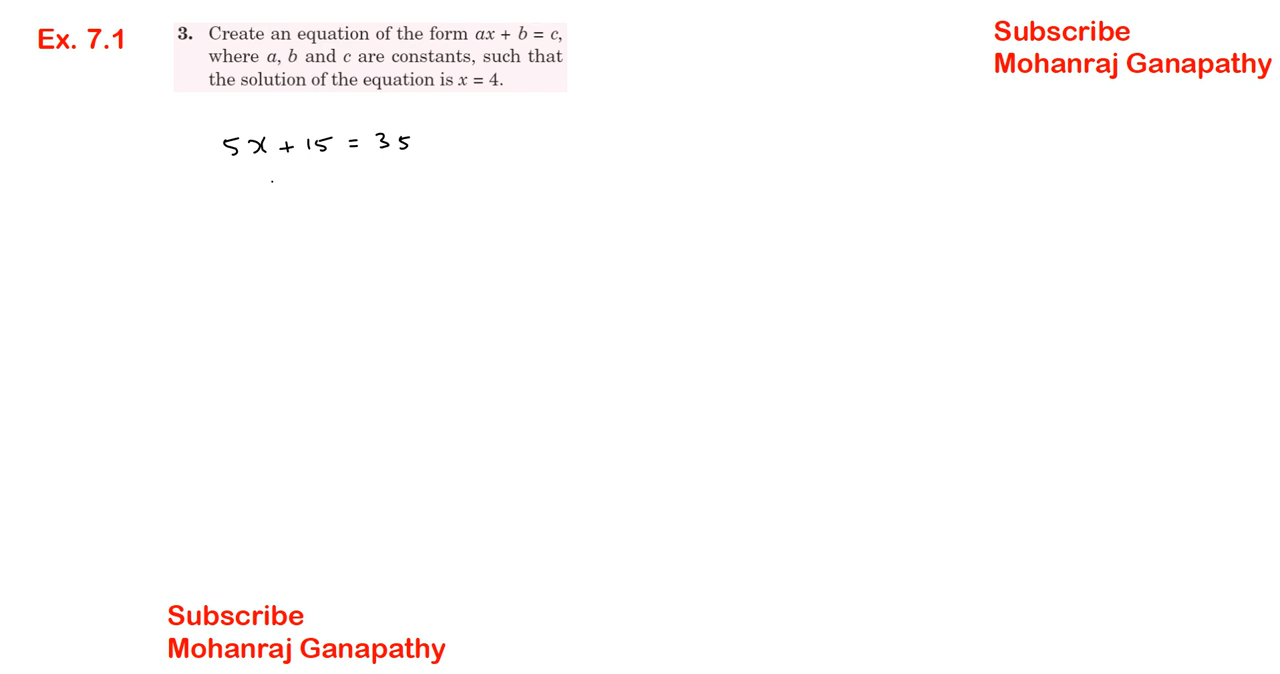 Ex. 7.1
3. Create an equation of the form ax + b = c,
where a, b and c are constants, such that
the solution of the equation is x = 4.
Subscribe
Mohanraj Ganapathy
5x + 15 = 35
Subscribe
Mohanraj Ganapathy